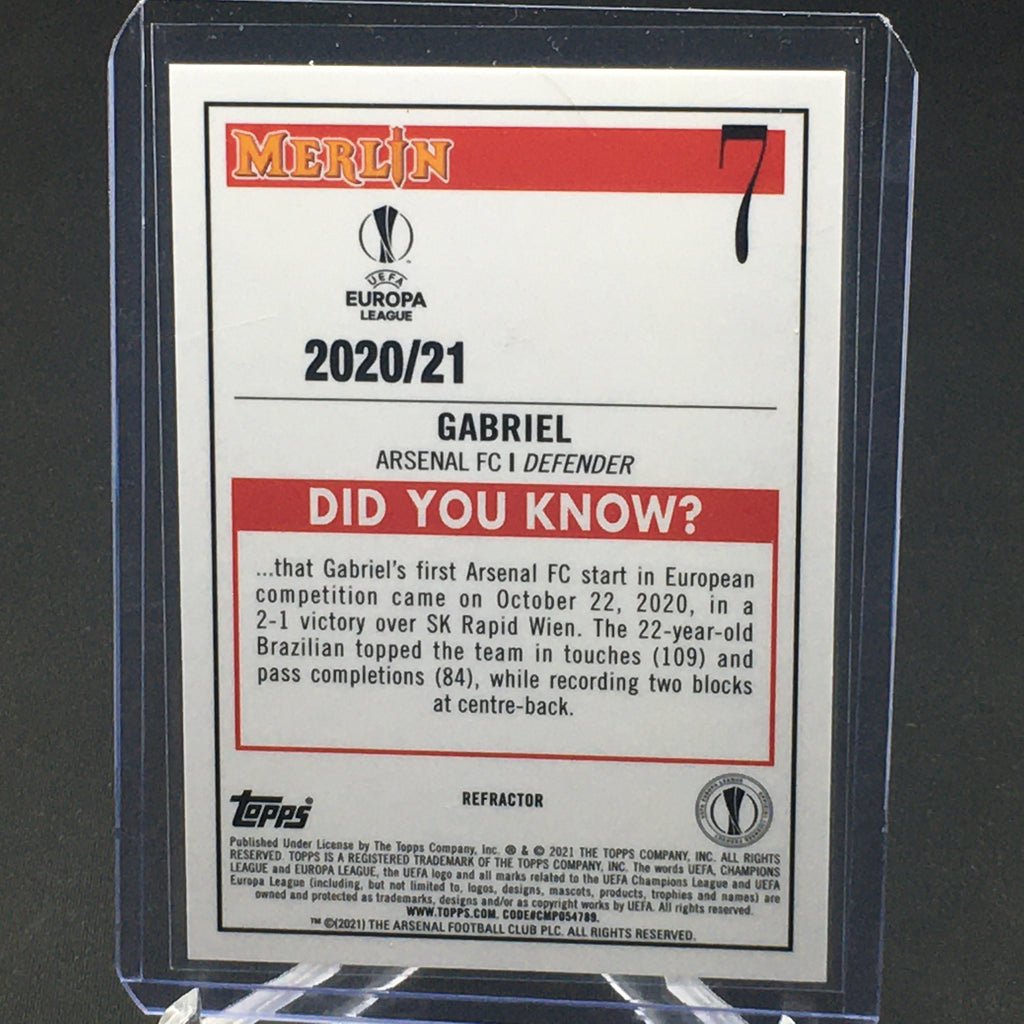 MERLIN
7
UEFA
EUROPA
LEAGUE
2020/21
GABRIEL
ARSENAL FC | DEFENDER
DID YOU KNOW?
...that Gabriel's first Arsenal FC start in European
competition came on October 22, 2020, in a
2-1 victory over SK Rapid Wien. The 22-year-old
Brazilian topped the team in touches (109) and
pass completions (84), while recording two blocks
at centre-back.
topps
REFRACTOR
Published Under License by The Topps Company, Inc. ® & © 2021 THE TOPPS COMPANY, INC. ALL RIGHTS
RESERVED. TOPPS IS A REGISTERED TRADEMARK OF THE TOPPS COMPANY, INC. The words UEFA, CHAMPIONS
LEAGUE and EUROPA LEAGUE, the UEFA logo and all marks related to the UEFA Champions League and UEFA
Europa League (including, but not limited to, logos, designs, mascots, products, trophies and names) are
owned and protected as trademarks, designs and/or as copyright works by UEFA. All rights reserved.
WWW.TOPPS.COM. CODE#CMP054789.
™ ©(2021) THE ARSENAL FOOTBALL CLUB PLC. ALL RIGHTS RESERVED.